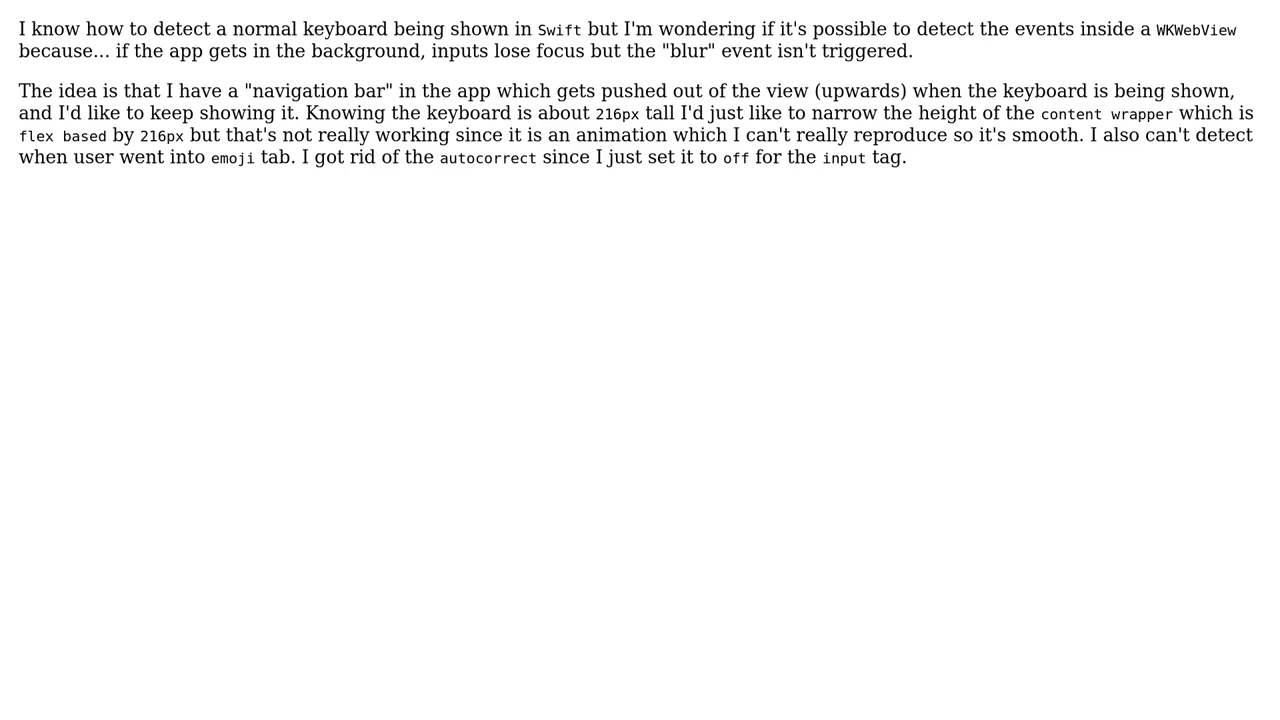 I know how to detect a normal keyboard being shown in Swift but I'm wondering if it's possible to detect the events inside a WKWebView
because... if the app gets in the background, inputs lose focus but the "blur" event isn't triggered.
The idea is that I have a "navigation bar" in the app which gets pushed out of the view (upwards) when the keyboard is being shown,
and I'd like to keep showing it. Knowing the keyboard is about 216px tall I'd just like to narrow the height of the content wrapper which is
flex based by 216px but that's not really working since it is an animation which I can't really reproduce so it's smooth. I also can't detect
when user went into emoji tab. I got rid of the autocorrect since I just set it to off for the input tag.